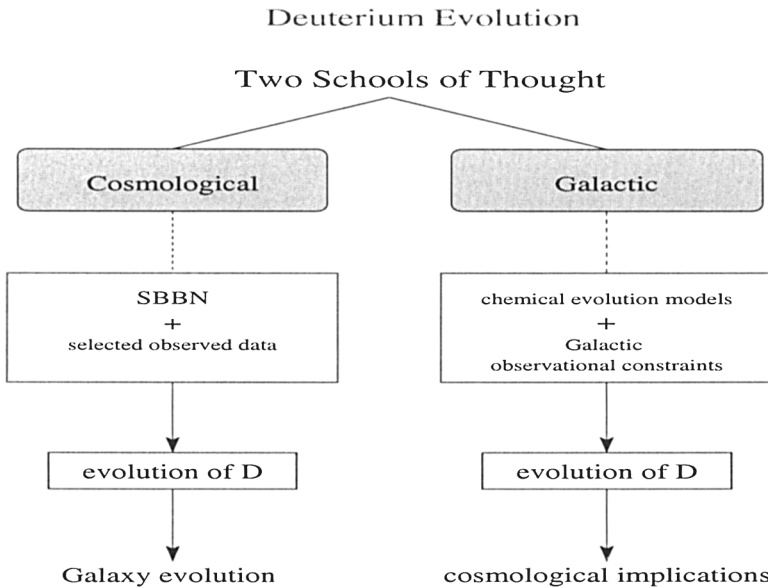 Deuterium Evolution
Two Schools of Thought
Cosmological
SBBN
+
selected observed data
evolution of D
Galaxy evolution
Galactic
chemical evolution models
+
Galactic
observational constraints
evolution of D
cosmological implications